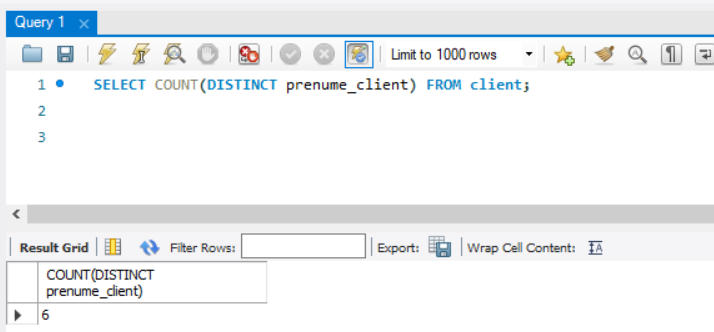 Query 1
Limit to 1000 rows
1 SELECT COUNT(DISTINCT prenume_client) FROM client;
2
3
Result Grid Filter Rows: Export: Wrap Cell Content: IA
COUNT(DISTINCT
prenume_client)
6